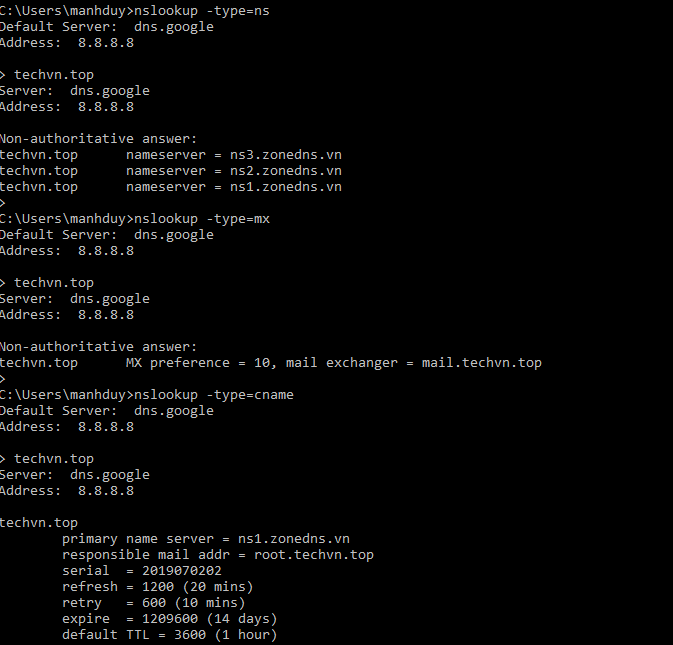 C:\Users\manhduy>nslookup -type=ns
Default Server:  dns.google
Address:  8.8.8.8

> techvn.top
Server:  dns.google
Address:  8.8.8.8

Non-authoritative answer:
techvn.top      nameserver = ns3.zonedns.vn
techvn.top      nameserver = ns2.zonedns.vn
techvn.top      nameserver = ns1.zonedns.vn
>
C:\Users\manhduy>nslookup -type=mx
Default Server:  dns.google
Address:  8.8.8.8

> techvn.top
Server:  dns.google
Address:  8.8.8.8

Non-authoritative answer:
techvn.top      MX preference = 10, mail exchanger = mail.techvn.top
>
C:\Users\manhduy>nslookup -type=cname
Default Server:  dns.google
Address:  8.8.8.8

> techvn.top
Server:  dns.google
Address:  8.8.8.8

techvn.top
        primary name server = ns1.zonedns.vn
        responsible mail addr = root.techvn.top
        serial  = 2019070202
        refresh = 1200 (20 mins)
        retry   = 600 (10 mins)
        expire  = 1209600 (14 days)
        default TTL = 3600 (1 hour)